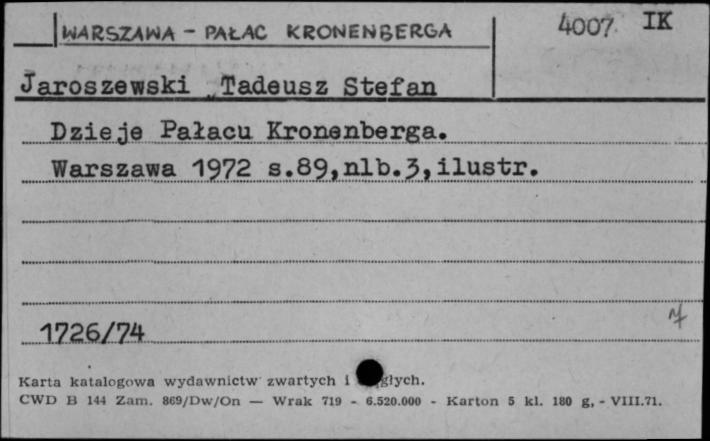 WARSZAWA - PAŁAC KRONENBERGA 4007. IK
Jaroszewski Tadeusz Stefan
Dzieje Pałacu Kronenberga.
Warszawa 1972 s.89,nlb.3,ilustr.
1726/74
Karta katalogowa wydawnictw zwartych i głych.
CWD B 144 Zam. 869/Dw/On — Wrak 719 - 6.520.000 - Karton 5 kl. 180 g, - VIII.71.